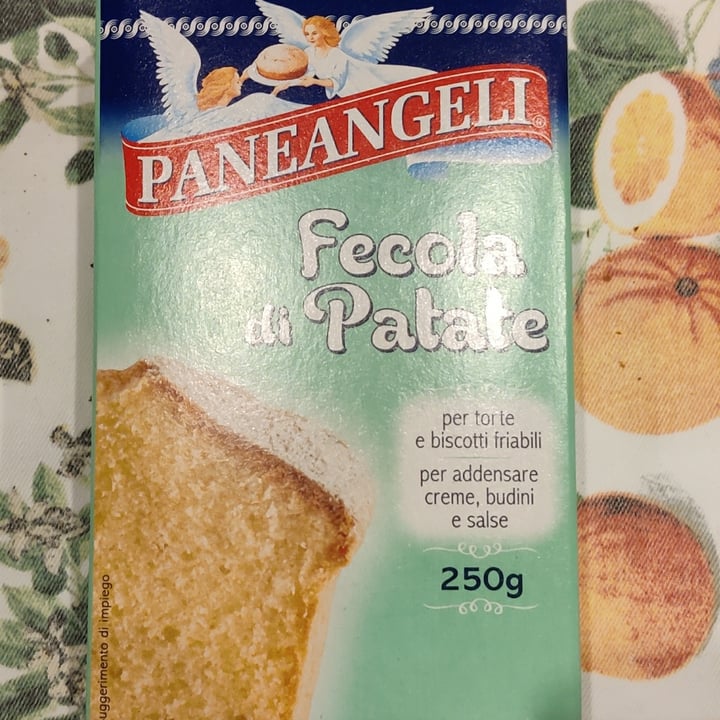 PANEANGELI®
Fecola
di Patate
per torte
e biscotti friabili
per addensare
creme, budini
e salse
250g
uggerimento di impiego